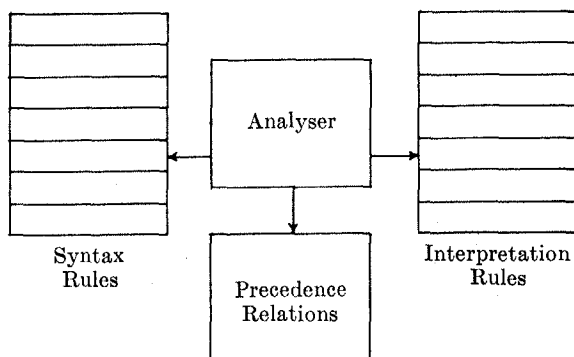 Analyser
Syntax
Rules
Precedence
Relations
Interpretation
Rules